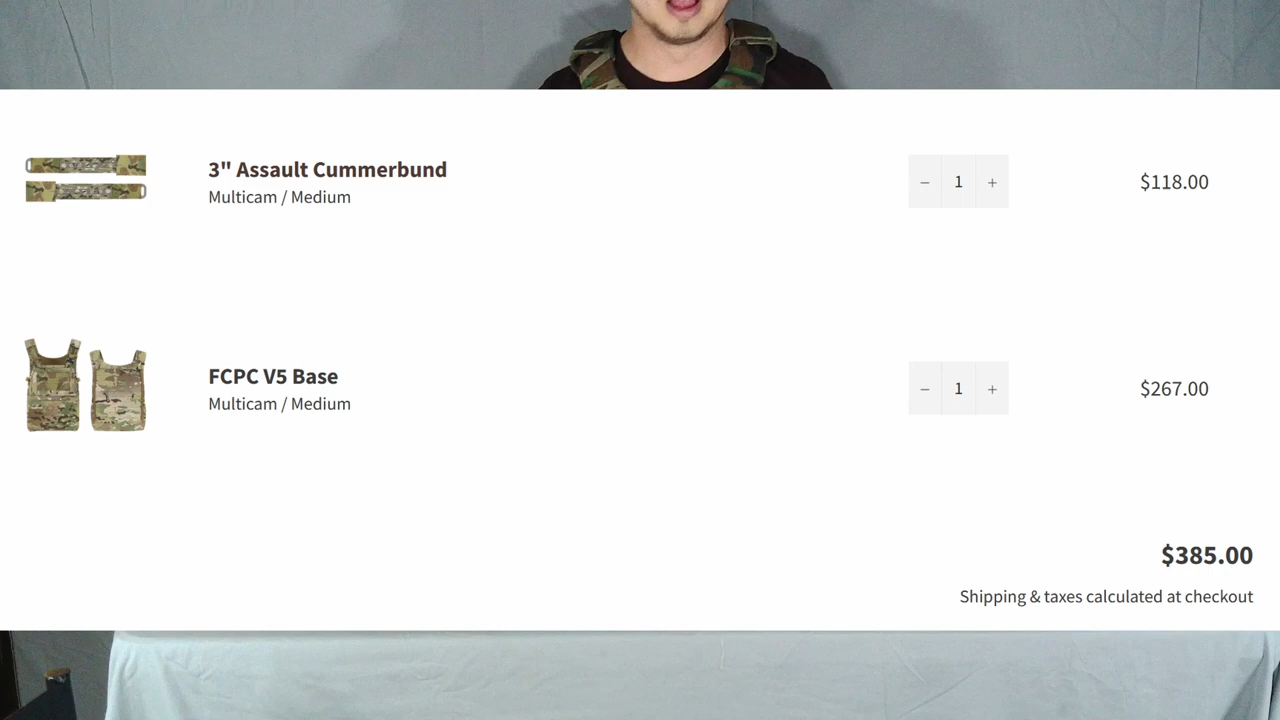 3" Assault Cummerbund
Multicam / Medium
− 1 +
$118.00
FCPC V5 Base
Multicam / Medium
− 1 +
$267.00
$385.00
Shipping & taxes calculated at checkout